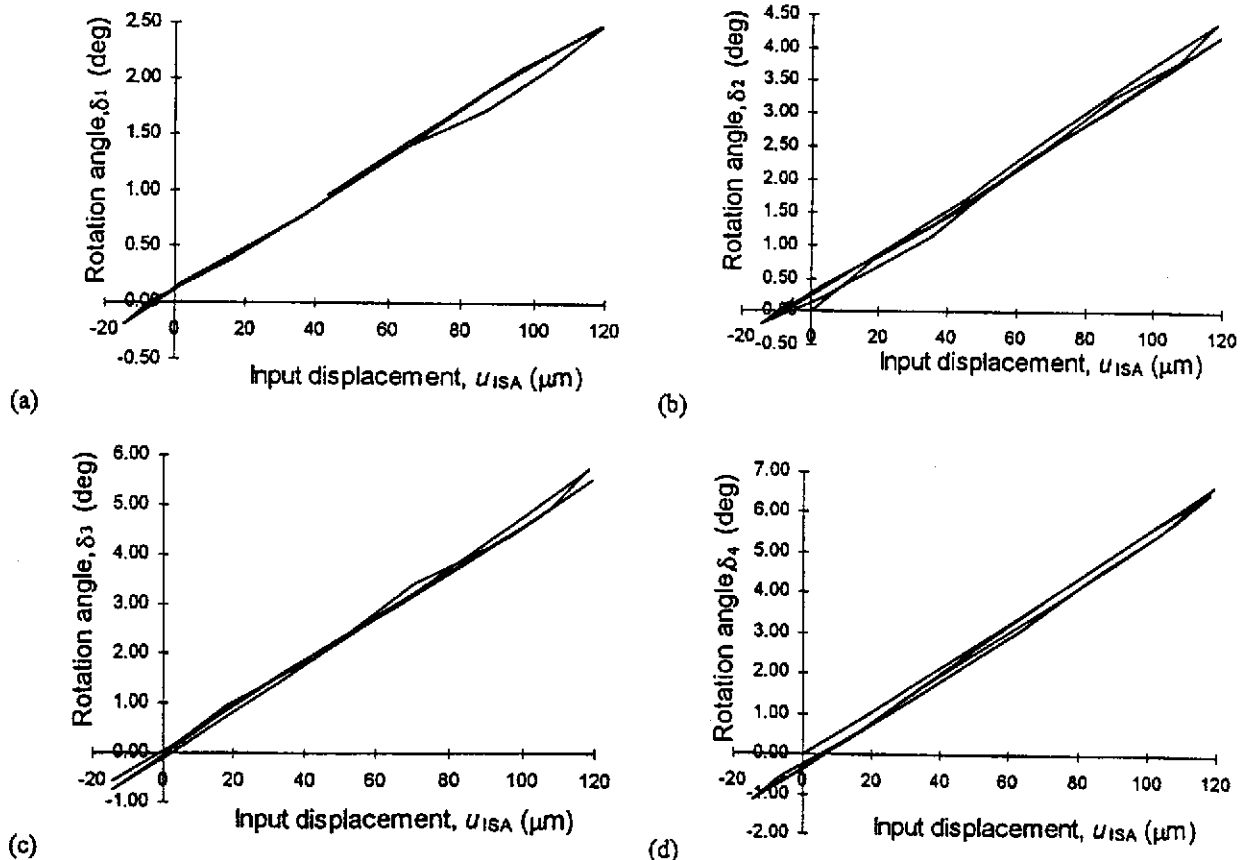 2.50
2.00
1.50
1.00
0.50
0.00
-0.50
-20 0 20 40 60 80 100 120
Rotation angle, δ1 (deg)
Input displacement, uISA (µm)
(a)
4.50
3.50
2.50
1.50
0.50
-0.50
-20 0 20 40 60 80 100 120
Rotation angle, δ2 (deg)
Input displacement, uISA (µm)
(b)
6.00
5.00
4.00
3.00
2.00
1.00
0.00
-1.00
-20 0 20 40 60 80 100 120
Rotation angle, δ3 (deg)
Input displacement, uISA (µm)
(c)
7.00
6.00
5.00
4.00
3.00
2.00
1.00
0.00
-1.00
-2.00
-20 0 20 40 60 80 100 120
Rotation angle, δ4 (deg)
Input displacement, uISA (µm)
(d)